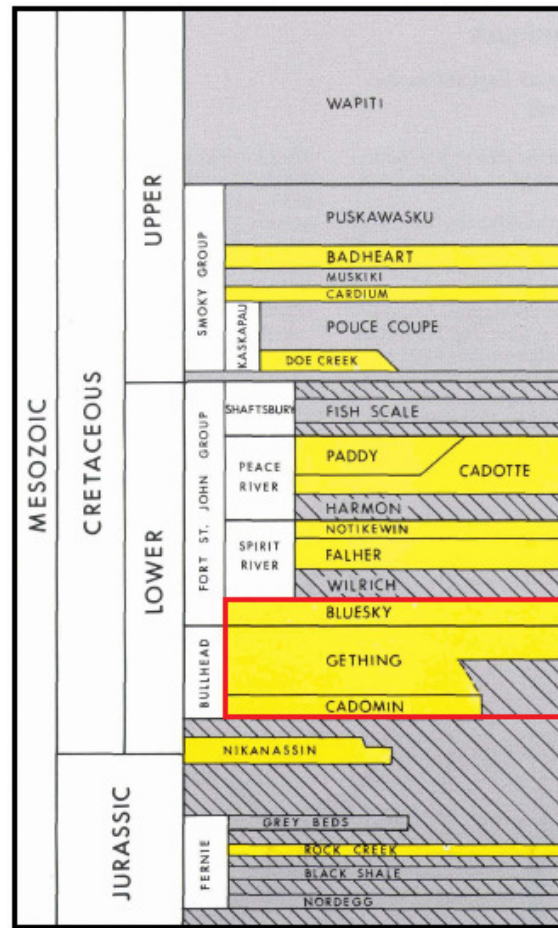 MESOZOIC
CRETACEOUS
JURASSIC
UPPER
LOWER
SMOKY GROUP
KASKAPAU
FORT ST. JOHN GROUP
BULLHEAD
FERNIE
WAPITI
PUSKAWASKU
BADHEART
MUSKIKI
CARDIUM
POUCE COUPE
DOE CREEK
SHAFTSBURY
FISH SCALE
PEACE
RIVER
PADDY
CADOTTE
HARMON
SPIRIT
RIVER
NOTIKEWIN
FALHER
WILRICH
BLUESKY
GETHING
CADOMIN
NIKANASSIN
GREY BEDS
ROCK CREEK
BLACK SHALE
NORDEGG